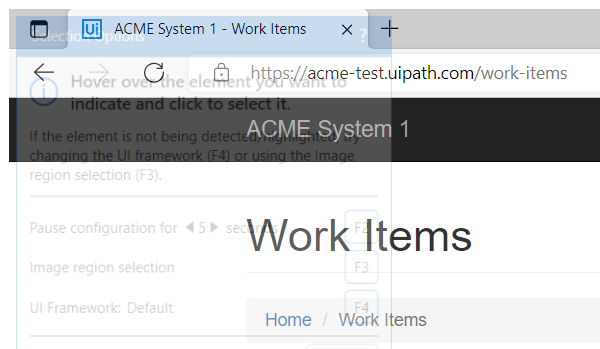 Ui ACME System 1 - Work Items
Selection Options ?
https://acme-test.uipath.com/work-items
Hover over the element you want to
indicate and click to select it.
ACME System 1
If the element is not being detected/highlighted, try
changing the UI framework (F4) or using the Image
region selection (F3).
Pause configuration for 5 seconds F2
Work Items
Image region selection F3
UI Framework: Default F4
Home / Work Items